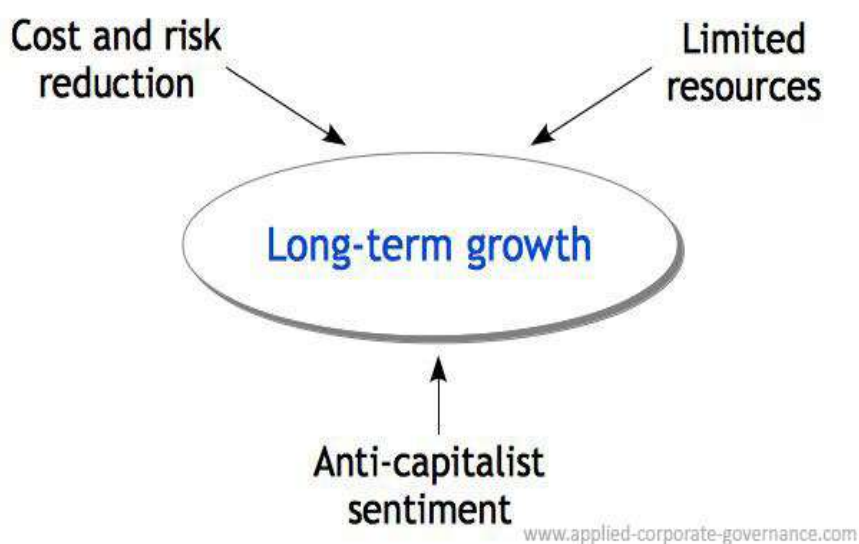 Cost and risk
reduction
Limited
resources
Long-term growth
Anti-capitalist
sentiment
www.applied-corporate-governance.com